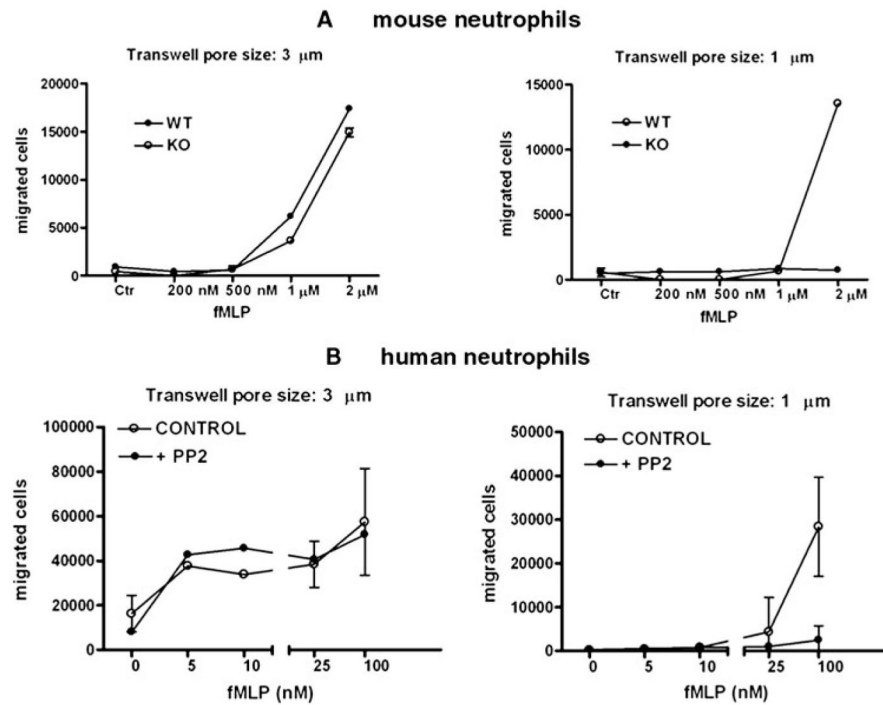 A mouse neutrophils
Transwell pore size: 3 μm
20000
15000
10000
5000
0
migrated cells
WT
KO
Ctr 200 nM 500 nM 1 μM 2 μM
fMLP
Transwell pore size: 1 μm
15000
10000
5000
0
migrated cells
WT
KO
Ctr 200 nM 500 nM 1 μM 2 μM
fMLP
B human neutrophils
Transwell pore size: 3 μm
100000
80000
60000
40000
20000
0
migrated cells
CONTROL
+ PP2
0 5 10 25 100
fMLP (nM)
Transwell pore size: 1 μm
50000
40000
30000
20000
10000
0
migrated cells
CONTROL
+ PP2
0 5 10 25 100
fMLP (nM)